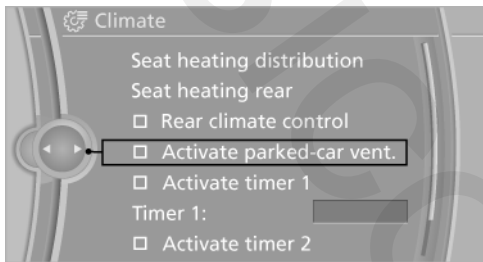 Climate
Seat heating distribution
Seat heating rear
Rear climate control
Activate parked-car vent.
Activate timer 1
Timer 1:
Activate timer 2